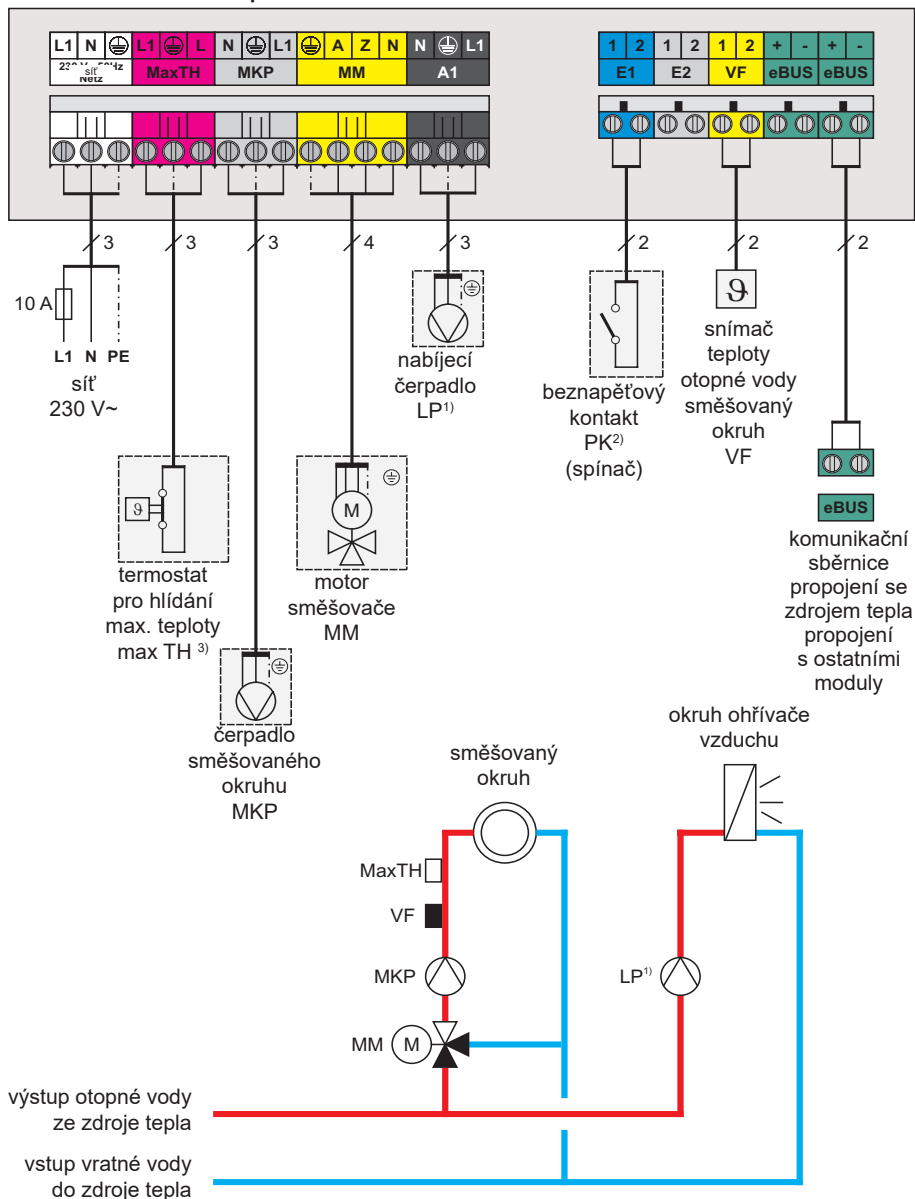 L1 N L1 L N L1 A Z N N L1
1 2 1 2 1 2 + - + -
síť
Netz
MaxTH MKP MM A1
E1 E2 VF eBUS eBUS
3 3 3 4 3 2 2 2
10 A
L1 N PE
síť
230 V~
termostat
pro hlídání
max. teploty
max TH 3)
čerpadlo
směšovaného
okruhu
MKP
M
motor
směšovače
MM
nabíjecí
čerpadlo
LP1)
beznapěťový
kontakt
PK2)
(spínač)
ϑ
ϑ
snímač
teploty
otopné vody
směšovaný
okruh
VF
eBUS
komunikační
sběrnice
propojení se
zdrojem tepla
propojení
s ostatními
moduly
směšovaný
okruh
okruh ohřívače
vzduchu
MaxTH
VF
MKP
LP1)
MM M
výstup otopné vody
ze zdroje tepla
vstup vratné vody
do zdroje tepla